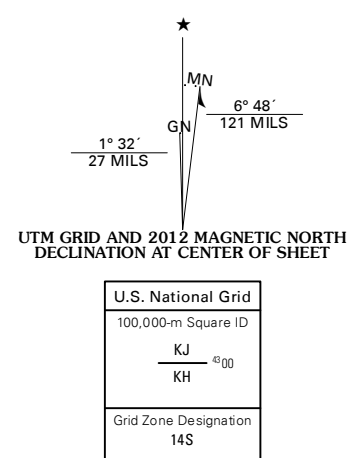 ★
MN
GN
6° 48´
121 MILS
1° 32´
27 MILS
UTM GRID AND 2012 MAGNETIC NORTH
DECLINATION AT CENTER OF SHEET
U.S. National Grid
100,000-m Square ID
KJ
4300
KH
Grid Zone Designation
14S